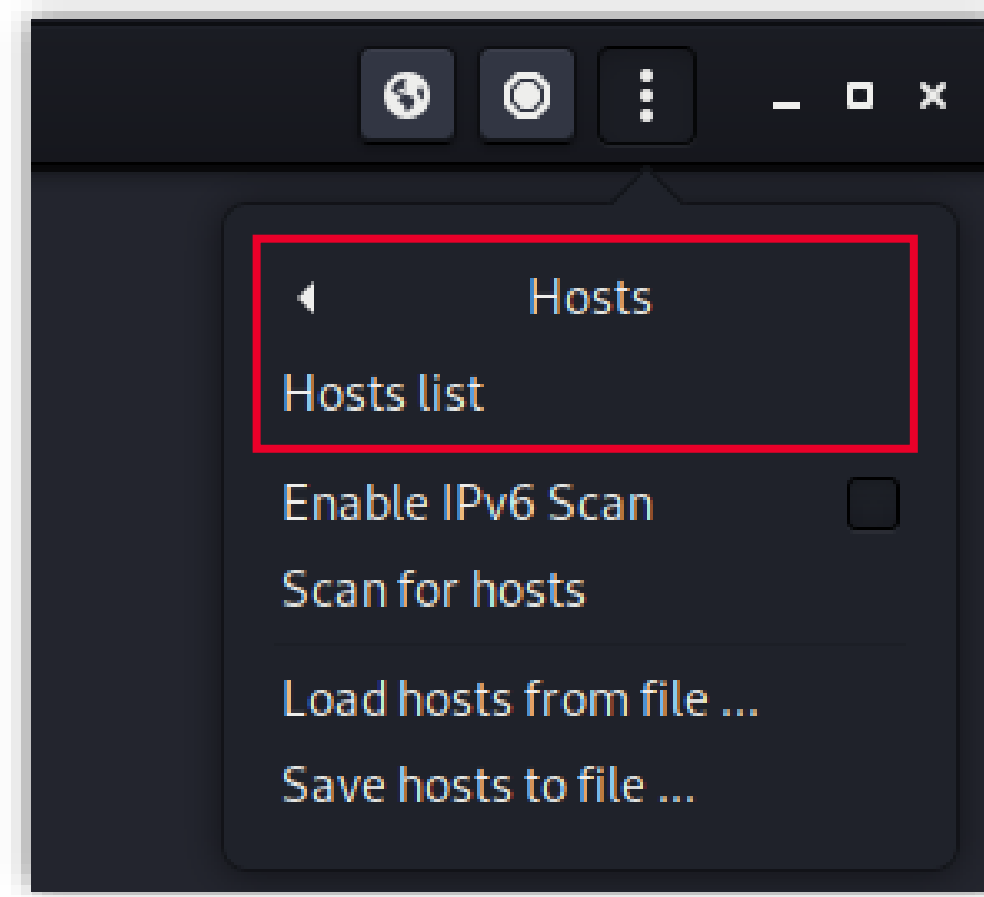 Hosts
Hosts list
Enable IPv6 Scan
Scan for hosts
Load hosts from file ...
Save hosts to file ...